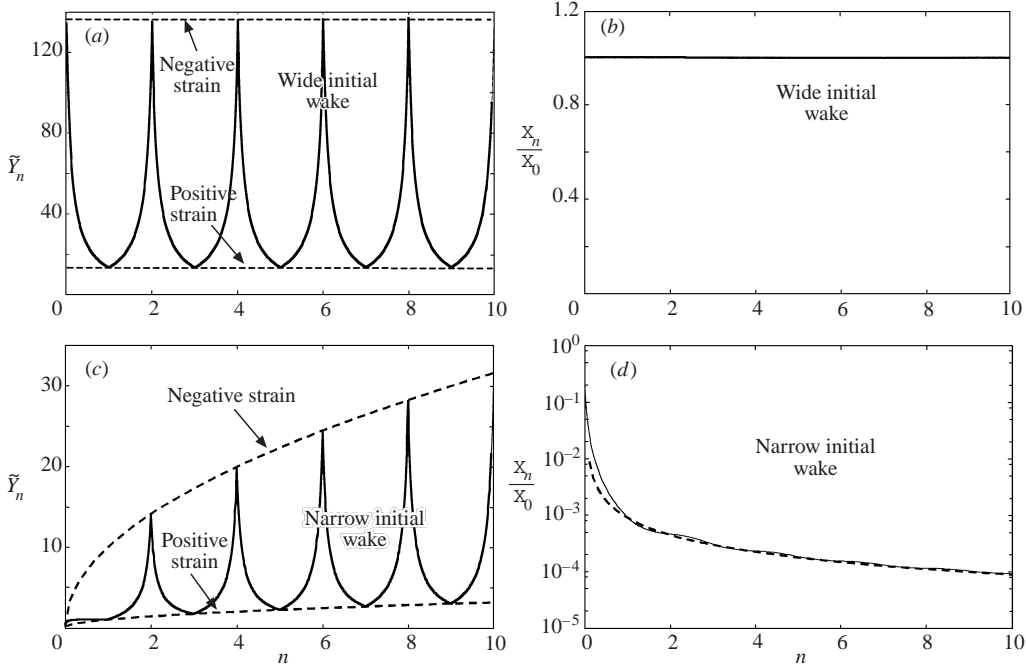 (a)
120
80
40
0
2
4
6
8
10
Ỹn
Negative
strain
Wide initial
wake
Positive
strain
(b)
1.2
0.8
0.4
0
2
4
6
8
10
Xn
X0
Wide initial
wake
(c)
30
20
10
0
2
4
6
8
10
Ỹn
n
Negative strain
Narrow initial
wake
Positive
strain
(d)
10⁰
10⁻¹
10⁻²
10⁻³
10⁻⁴
10⁻⁵
0
2
4
6
8
10
Xn
X0
n
Narrow initial
wake